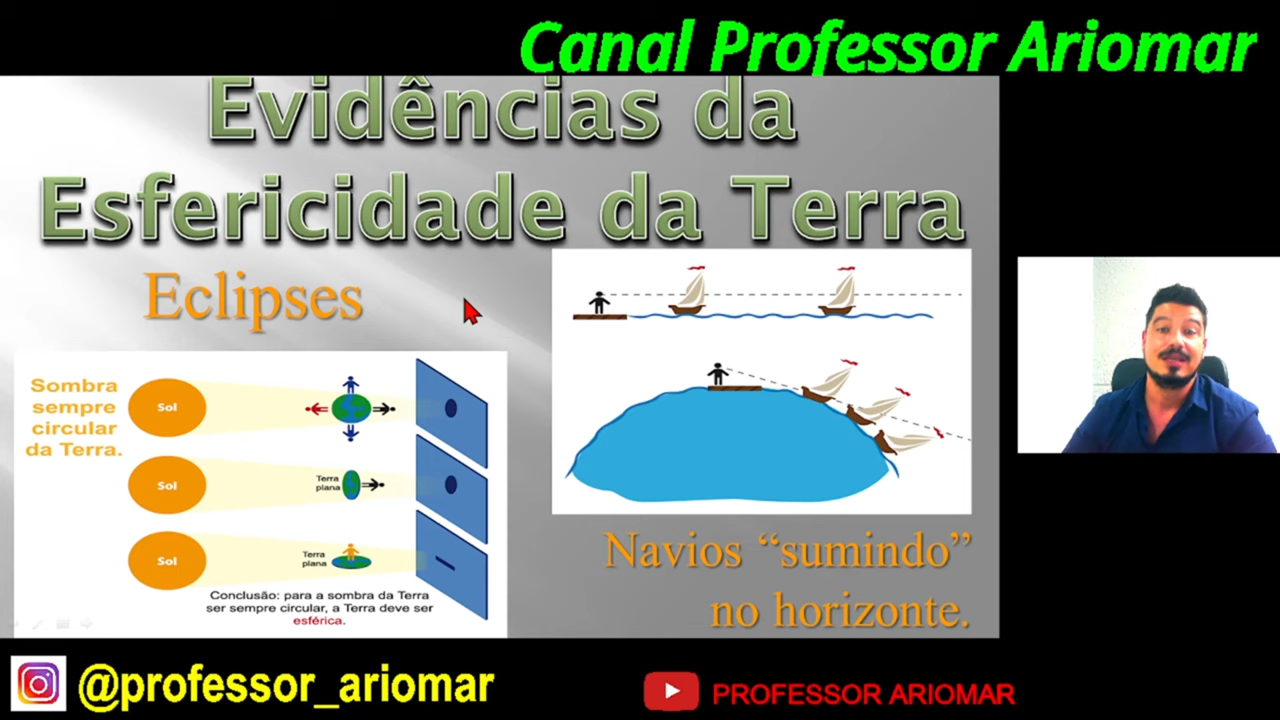 Canal Professor Ariomar
Evidências da
Esfericidade da Terra
Eclipses
Sombra
sempre
circular
da Terra.
Sol
Sol
Terra
plana
Sol
Terra
plana
Conclusão: para a sombra da Terra
ser sempre circular, a Terra deve ser
esférica.
Navios “sumindo”
no horizonte.
@professor_ariomar
PROFESSOR ARIOMAR